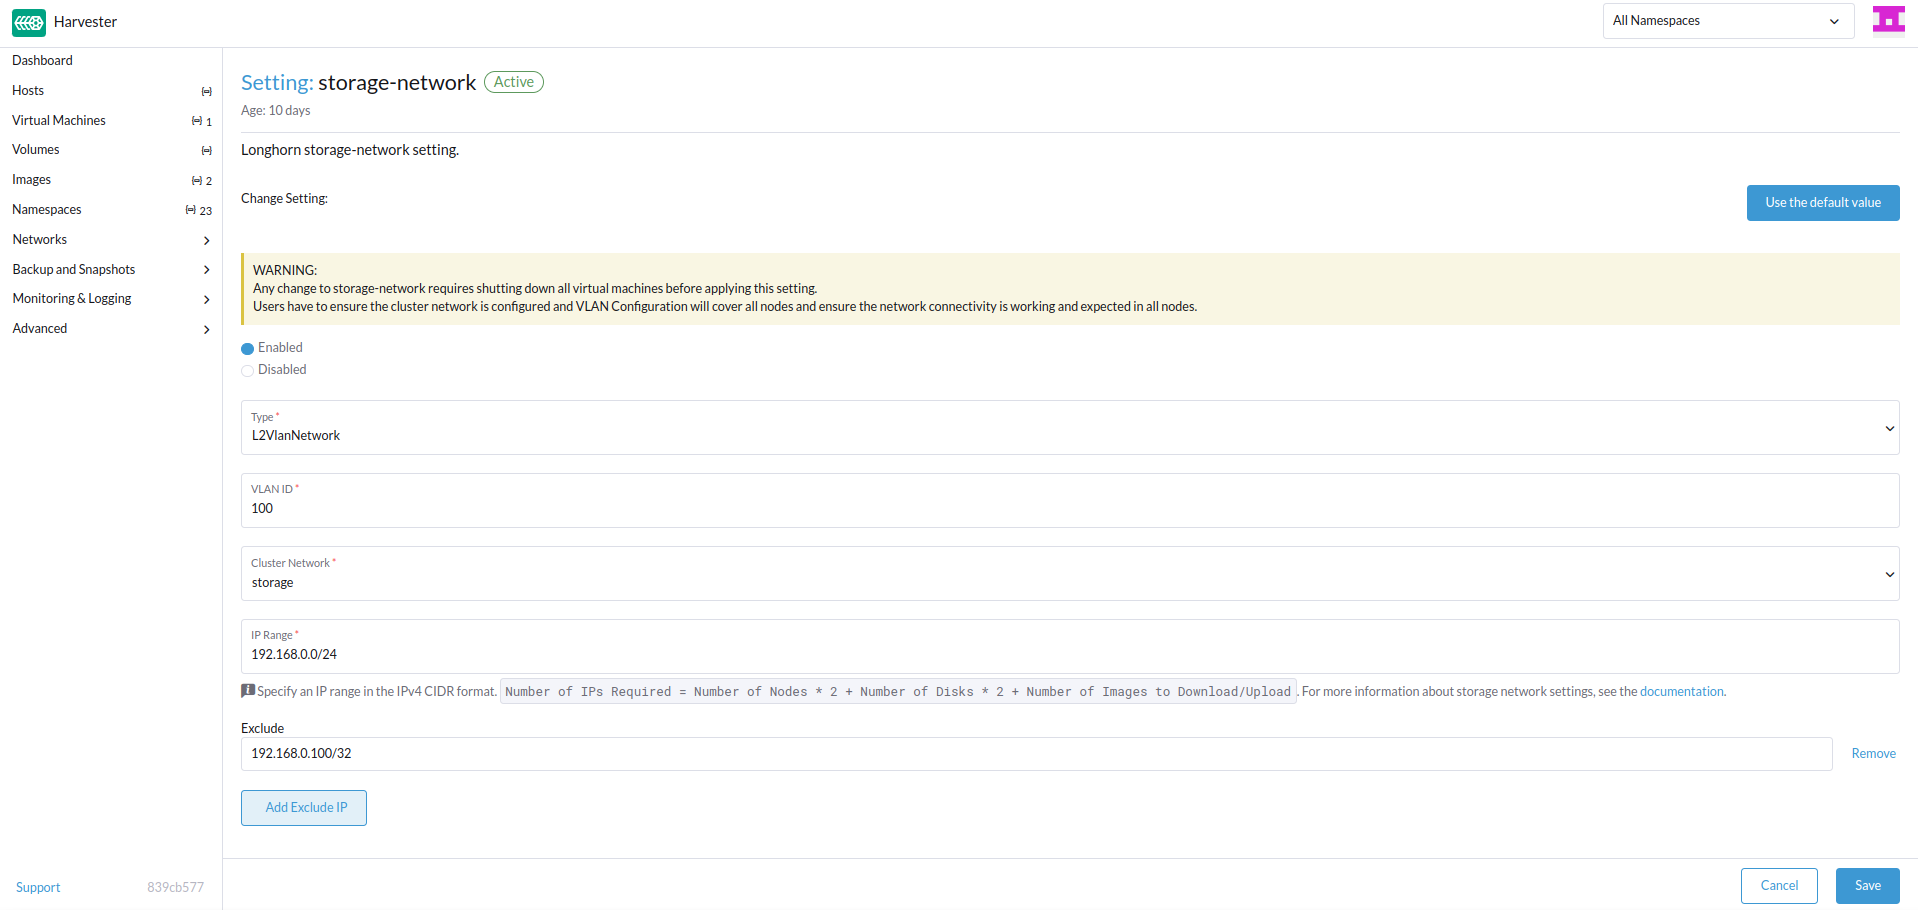 Harvester
All Namespaces
Dashboard
Hosts
Virtual Machines 1
Volumes
Images 2
Namespaces 23
Networks
Backup and Snapshots
Monitoring & Logging
Advanced
Support 839cb577
Setting: storage-network Active
Age: 10 days
Longhorn storage-network setting.
Change Setting:
Use the default value
WARNING:
Any change to storage-network requires shutting down all virtual machines before applying this setting.
Users have to ensure the cluster network is configured and VLAN Configuration will cover all nodes and ensure the network connectivity is working and expected in all nodes.
Enabled
Disabled
Type *
L2VlanNetwork
VLAN ID *
100
Cluster Network *
storage
IP Range *
192.168.0.0/24
Specify an IP range in the IPv4 CIDR format. Number of IPs Required = Number of Nodes * 2 + Number of Disks * 2 + Number of Images to Download/Upload . For more information about storage network settings, see the documentation.
Exclude
192.168.0.100/32
Remove
Add Exclude IP
Cancel
Save